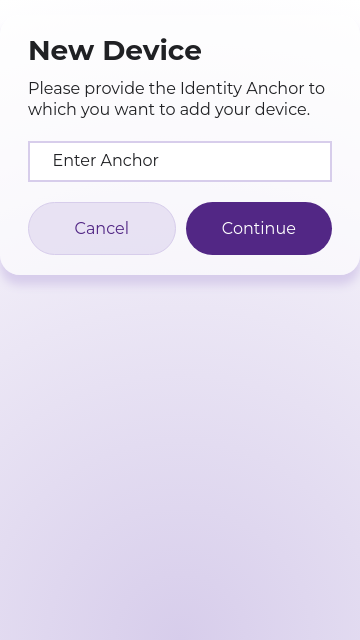 New Device
Please provide the Identity Anchor to
which you want to add your device.
Enter Anchor
Cancel
Continue